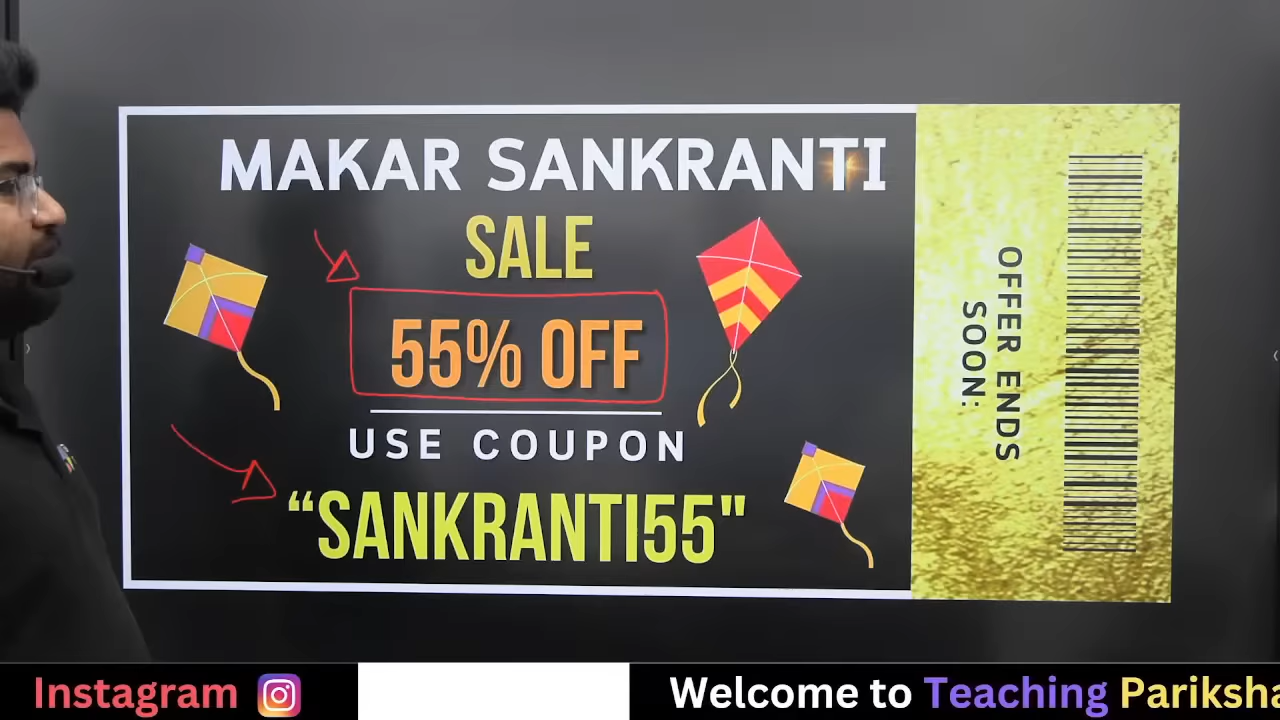 MAKAR SANKRANTI
SALE
55% OFF
USE COUPON
“SANKRANTI55"
OFFER ENDS
SOON:
Instagram
Welcome to Teaching Pariksha